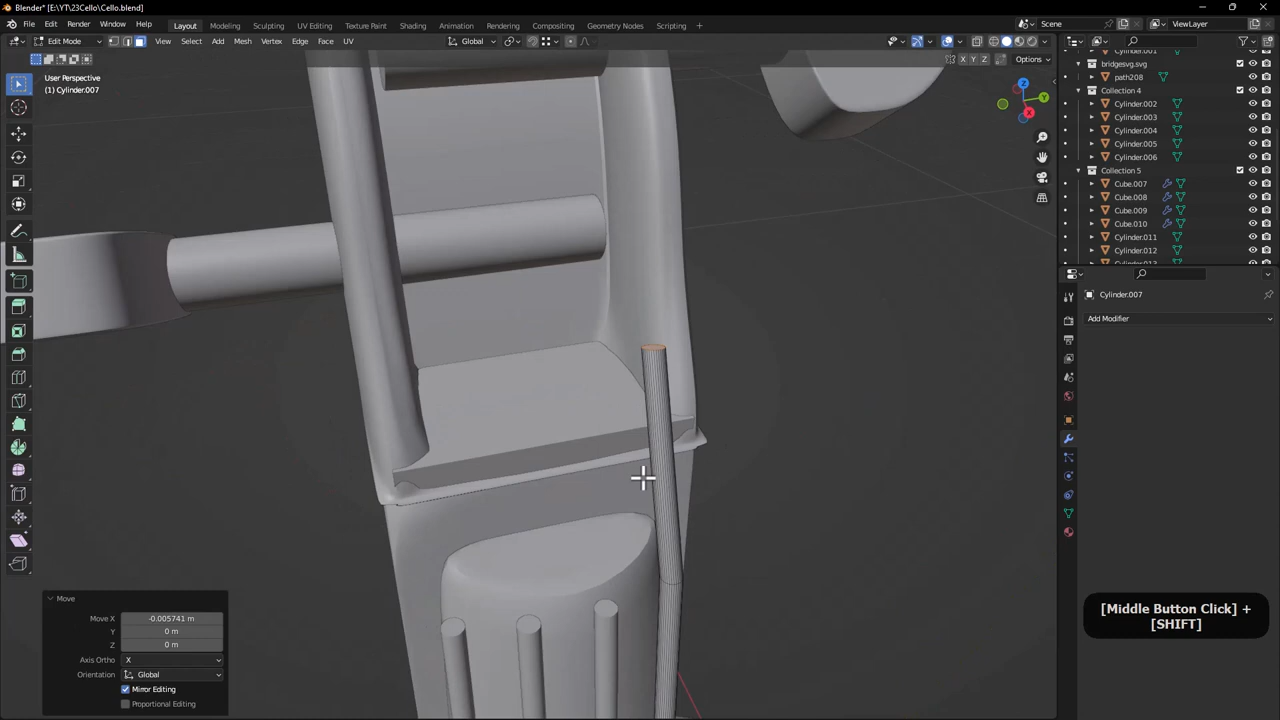 Blender* [E:\YT\23Cello\Cello.blend]
File Edit Render Window Help Layout Modeling Sculpting UV Editing Texture Paint Shading Animation Rendering Compositing Geometry Nodes Scripting + Scene ViewLayer
Edit Mode View Select Add Mesh Vertex Edge Face UV Global
X Y Z Options
User Perspective
(1) Cylinder.007
Z
Y
X
bridgesvg.svg
path208
Collection 4
Cylinder.002
Cylinder.003
Cylinder.004
Cylinder.005
Cylinder.006
Collection 5
Cube.007
Cube.008
Cube.009
Cube.010
Cylinder.011
Cylinder.012
Cylinder.007
Add Modifier
Move
Move X -0.005741 m
Y 0 m
Z 0 m
Axis Ortho X
Orientation Global
Mirror Editing
Proportional Editing
[Middle Button Click] +
[SHIFT]